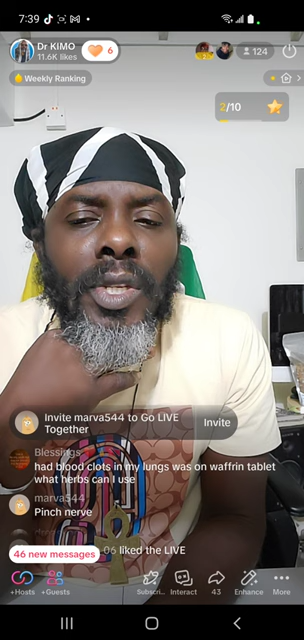 7:39
Dr KIMO
11.6K likes
6
124
Weekly Ranking
2/10
Invite marva544 to Go LIVE
Together
Invite
Blessings
had blood clots in my lungs was on waffrin tablet
what herbs can I use
marva544
Pinch nerve
46 new messages
06 liked the LIVE
+Hosts
+Guests
Subscri...
Interact
43
Enhance
More